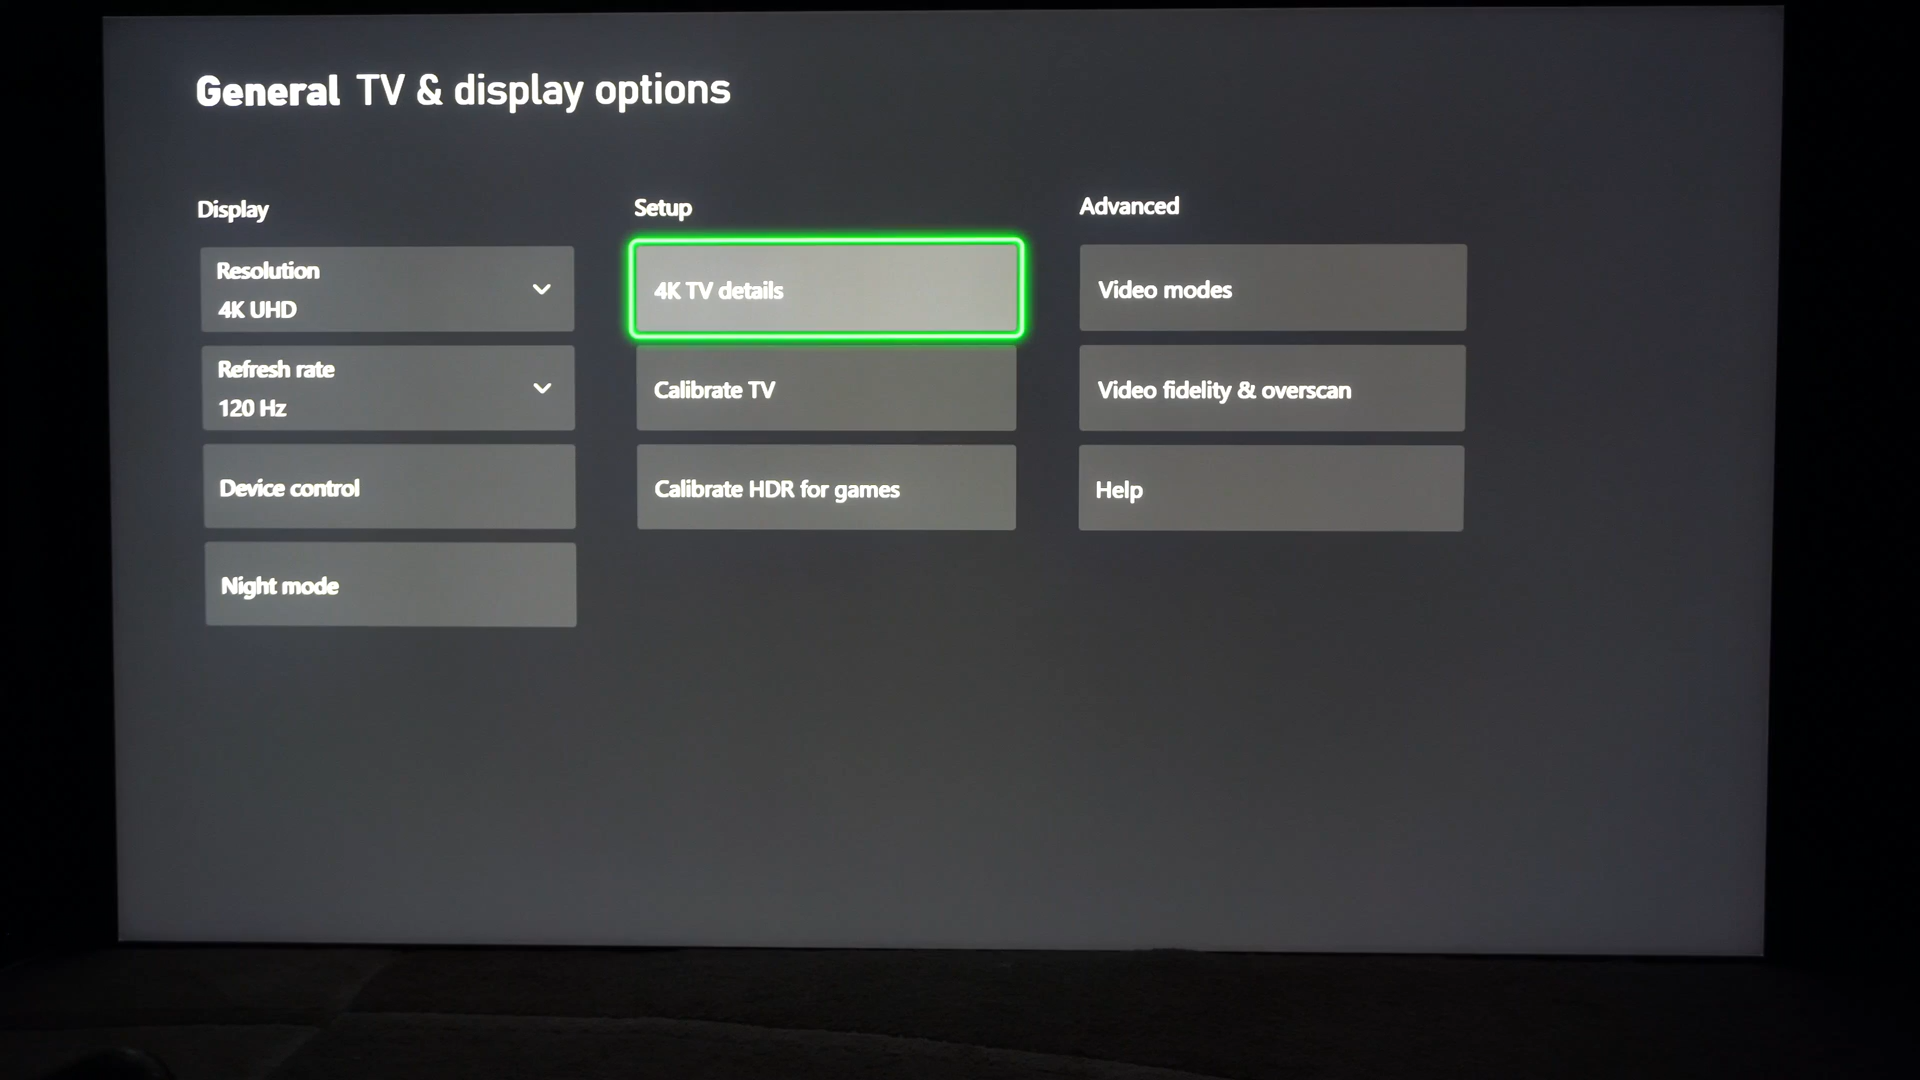 General TV & display options
Display
Resolution
4K UHD
Refresh rate
120 Hz
Device control
Night mode
Setup
4K TV details
Calibrate TV
Calibrate HDR for games
Advanced
Video modes
Video fidelity & overscan
Help